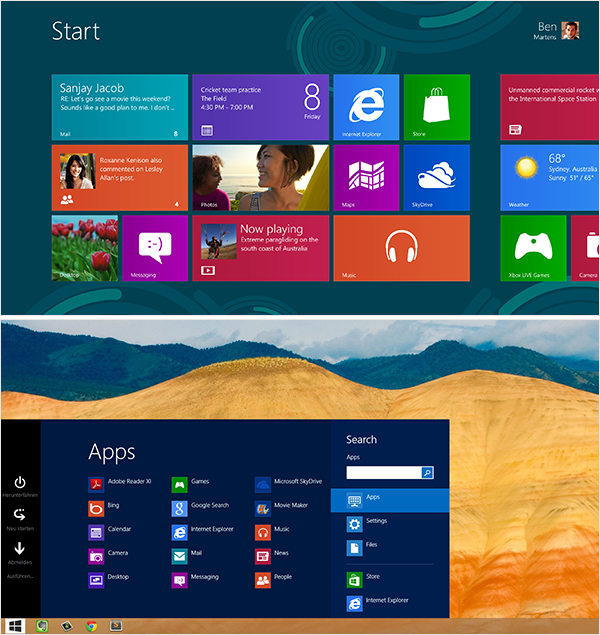 Start
Ben
Martens
Sanjay Jacob
RE: Let's go see a movie this weekend?
Sounds like a good plan to me. I don't ..
Mail
8
Cricket team practice
The Field
4:30 PM - 7:00 PM
8
Friday
Internet Explorer
Store
Unmanned commercial rocket w
the International Space Station
Roxanne Kenison also
commented on Lesley
Allan's post.
4
Photos
Maps
SkyDrive
68°
Sydney, Australia
Sunny 51° / 65°
Weather
Desktop
Messaging
Now playing
Extreme paragliding on the
south coast of Australia
Music
Xbox LIVE Games
Camera
Apps
Adobe Reader XI
Games
Microsoft SkyDrive
Bing
Google Search
Movie Maker
Calendar
Internet Explorer
Music
Camera
Mail
News
Desktop
Messaging
People
Search
Apps
Apps
Settings
Files
Store
Internet Explorer
Herunterfahren
Neu starten
Abmelden
Ausführen...